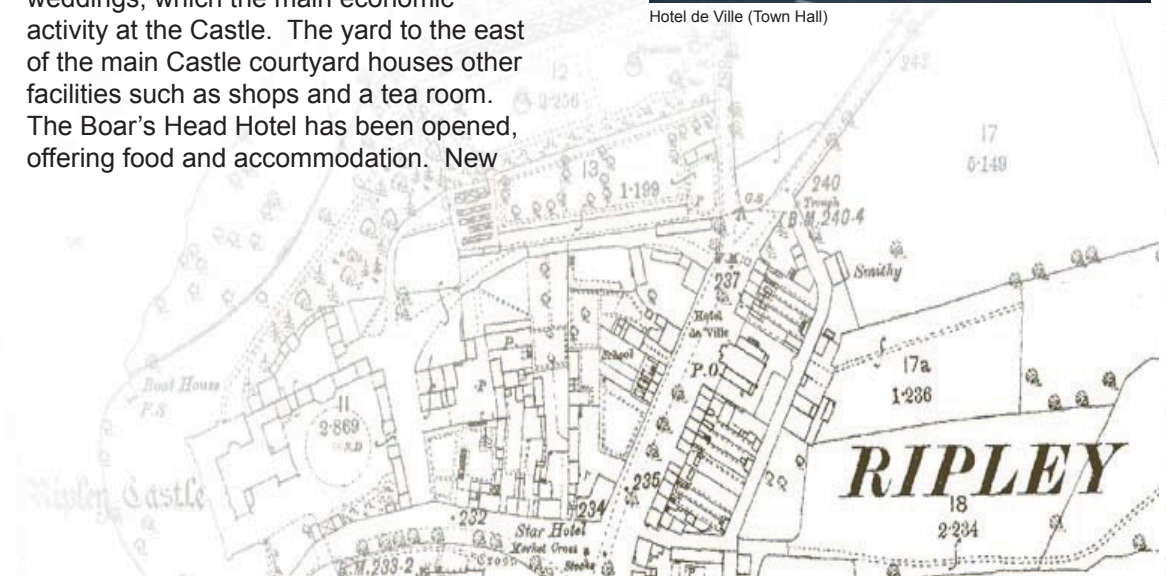 weddings, which the main economic
activity at the Castle. The yard to the east
of the main Castle courtyard houses other
facilities such as shops and a tea room.
The Boar's Head Hotel has been opened,
offering food and accommodation. New
Hotel de Ville (Town Hall)
243
12
2·256
17
5·149
13
1·199
P
G.S.
240
Trough
B.M.240·4
Smithy
237
Hotel
de Ville
School
P.O.
17a
1·236
Boat House
P.S.
11
2·869
S.D
P
P
RIPLEY
18
2·234
Ripley Castle
235
234
232
Star Hotel
Market Cross
Cross
Stocks
B.M.233·2